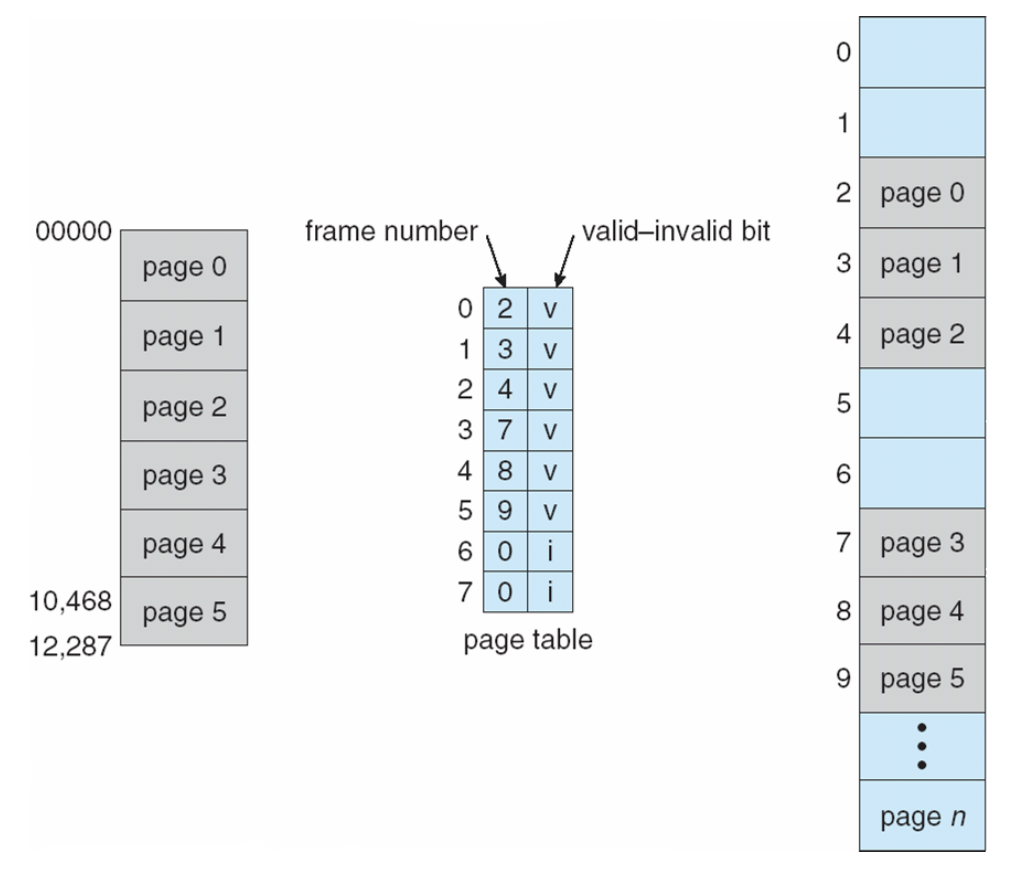 00000
page 0
page 1
page 2
page 3
page 4
10,468
page 5
12,287
frame number
valid–invalid bit
0 2 v
1 3 v
2 4 v
3 7 v
4 8 v
5 9 v
6 0 i
7 0 i
page table
0
1
2 page 0
3 page 1
4 page 2
5
6
7 page 3
8 page 4
9 page 5
page n